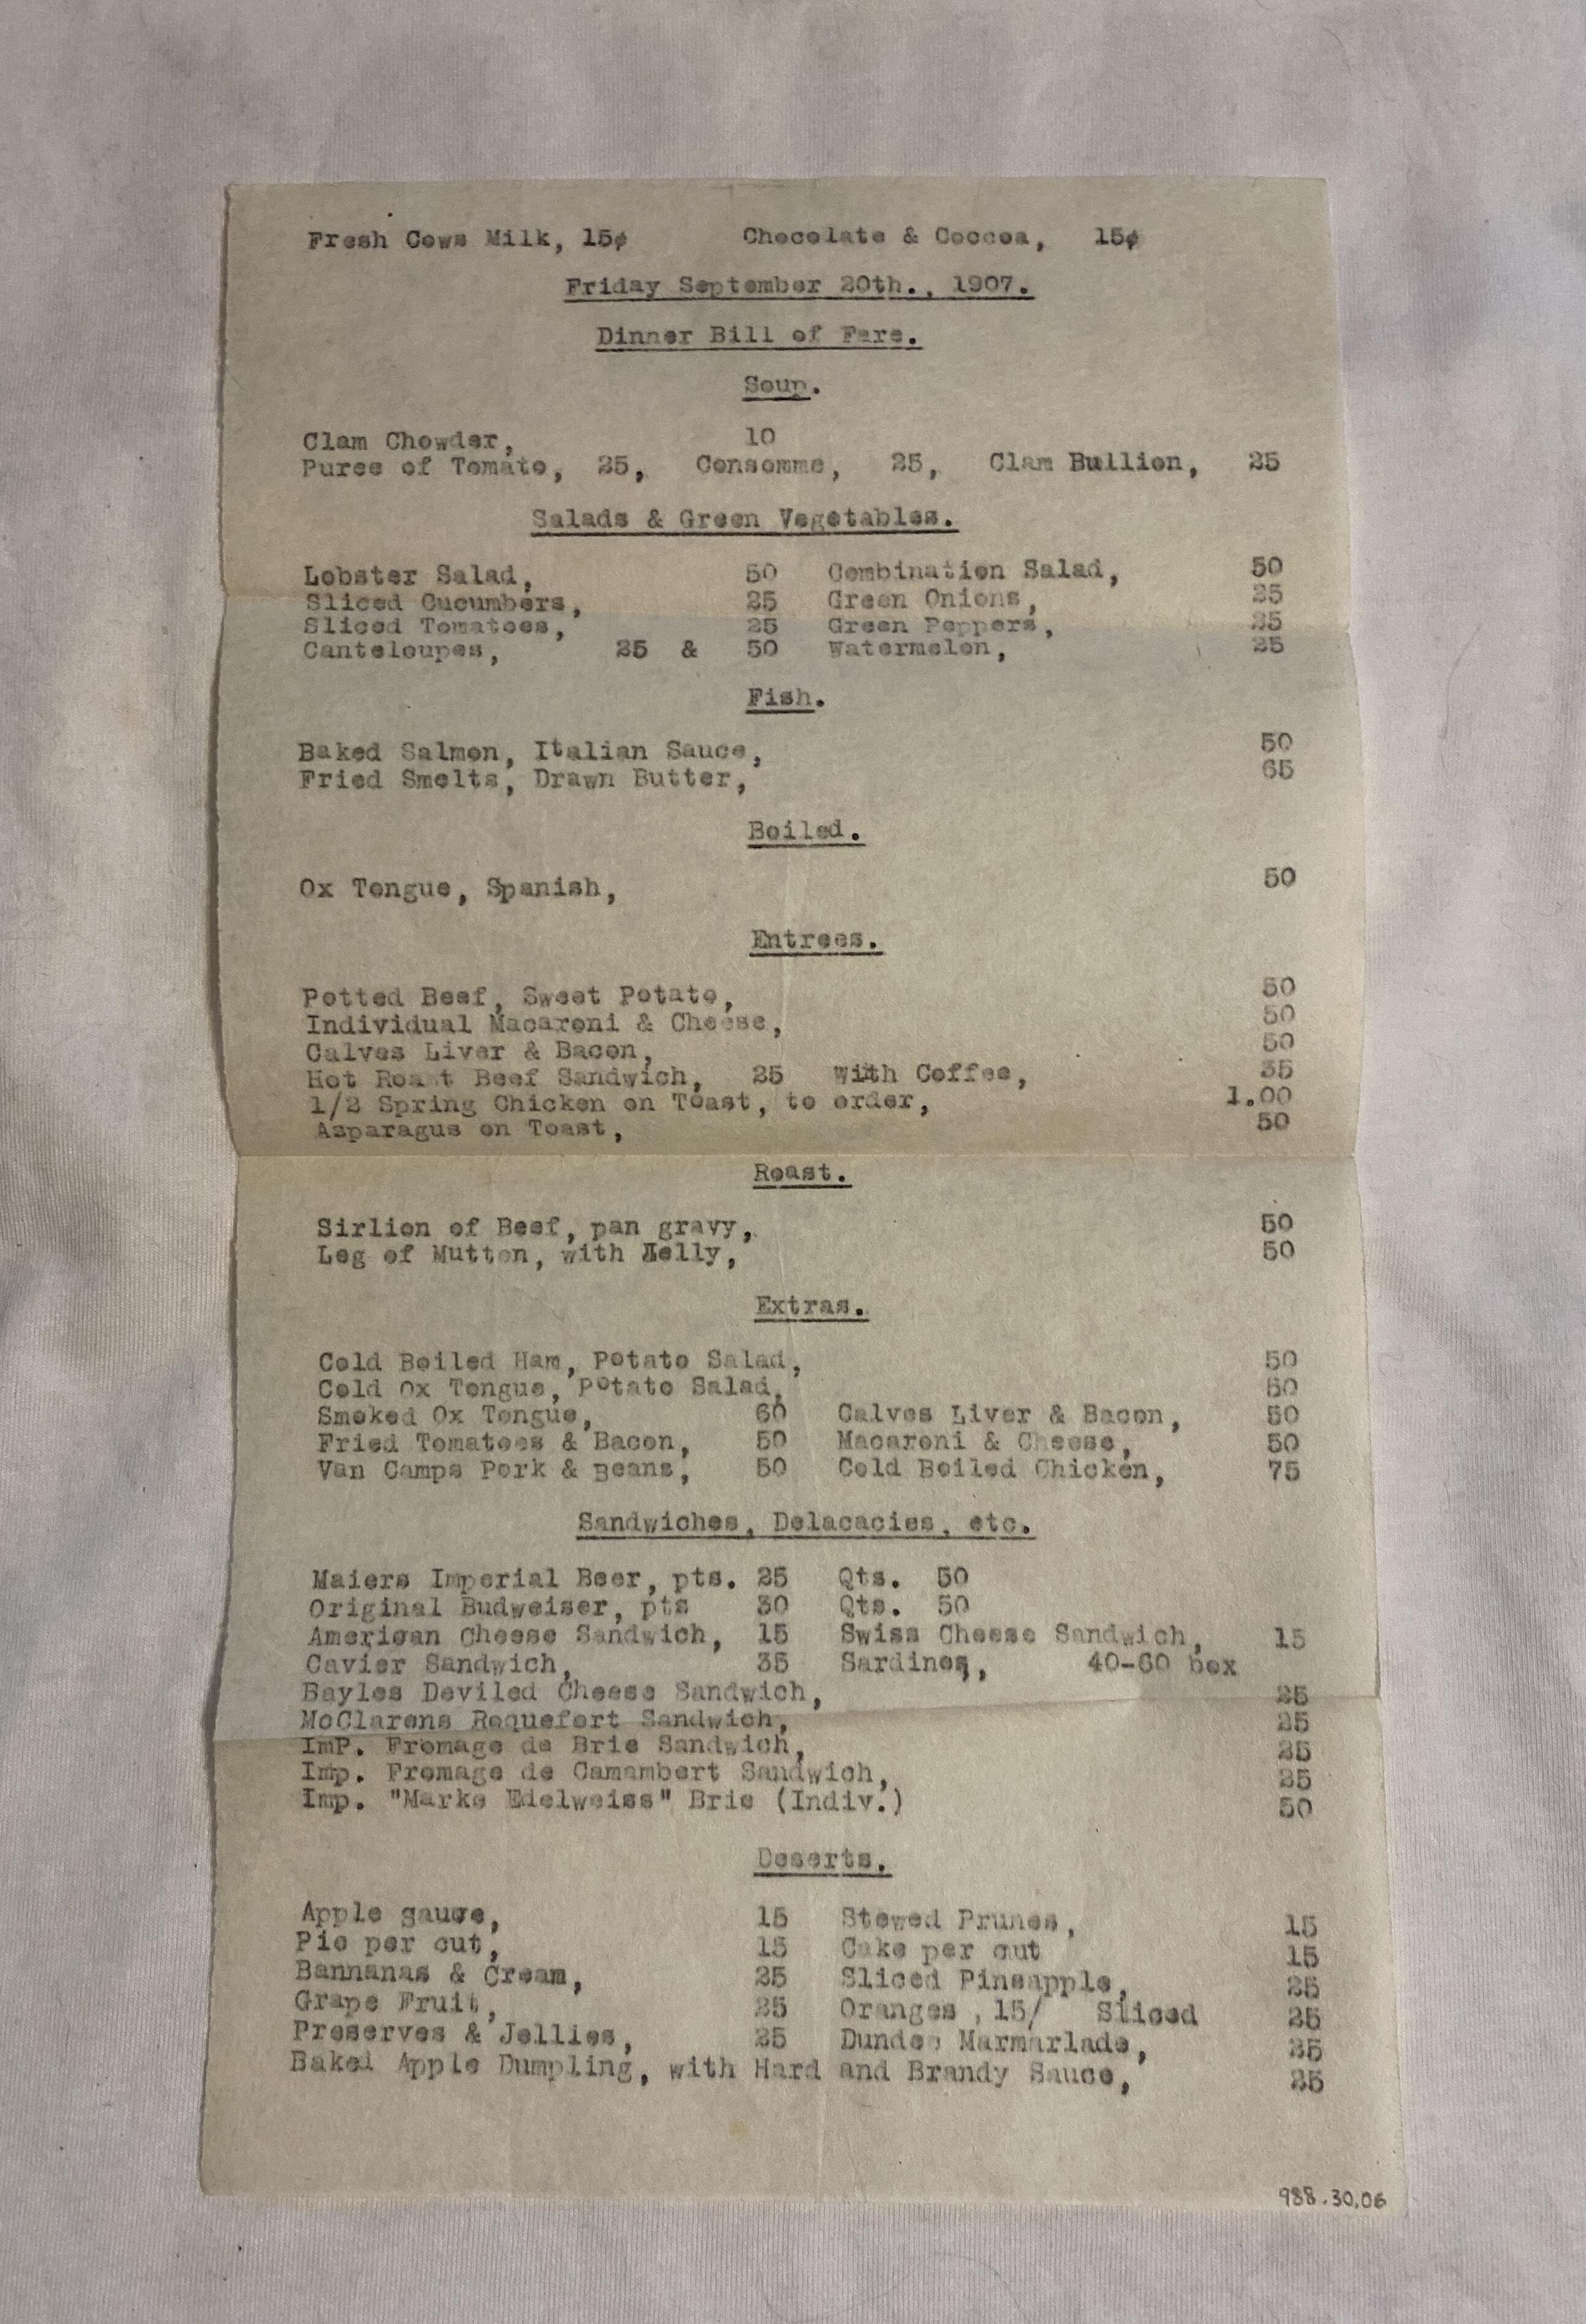 Fresh Cows Milk, 15¢ Chocolate & Coccoa, 15¢
Friday September 20th., 1907.
Dinner Bill of Fare.
Soup.
Clam Chowder, 10
Puree of Tomato, 25, Consomme, 25, Clam Bullion, 25
Salads & Green Vegetables.
Lobster Salad, 50 Combination Salad, 50
Sliced Cucumbers, 25 Green Onions, 25
Sliced Tomatoes, 25 Green Peppers, 25
Canteloupes, 25 & 50 Watermelon, 25
Fish.
Baked Salmon, Italian Sauce, 50
Fried Smelts, Drawn Butter, 65
Boiled.
Ox Tongue, Spanish, 50
Entrees.
Potted Beef, Sweet Potato, 50
Individual Macaroni & Cheese, 50
Calves Liver & Bacon, 50
Hot Roast Beef Sandwich, 25 with Coffee, 35
1/2 Spring Chicken on Toast, to order, 1.00
Asparagus on Toast, 50
Roast.
Sirlion of Beef, pan gravy, 50
Leg of Mutton, with Jelly, 50
Extras.
Cold Boiled Ham, Potato Salad, 50
Cold Ox Tongue, Potato Salad, 50
Smoked Ox Tongue, 60 Calves Liver & Bacon, 50
Fried Tomatoes & Bacon, 50 Macaroni & Cheese, 50
Van Camps Pork & Beans, 50 Cold Boiled Chicken, 75
Sandwiches, Delacacies, etc.
Maiers Imperial Beer, pts. 25 Qts. 50
Original Budweiser, pts 30 Qts. 50
American Cheese Sandwich, 15 Swiss Cheese Sandwich, 15
Cavier Sandwich, 35 Sardines, 40-60 box
Bayles Deviled Cheese Sandwich, 25
McClarens Roquefort Sandwich, 25
ImP. Fromage de Brie Sandwich, 25
Imp. Fromage de Camambert Sandwich, 25
Imp. "Marke Edelweiss" Brie (Indiv.) 50
Deserts.
Apple sauce, 15 Stewed Prunes, 15
Pie per cut, 15 Cake per cut 15
Bannanas & Cream, 25 Sliced Pineapple, 25
Grape Fruit, 25 Oranges , 15/ Sliced 25
Preserves & Jellies, 25 Dundee Marmarlade, 25
Baked Apple Dumpling, with Hard and Brandy Sauce, 25
988.30.06